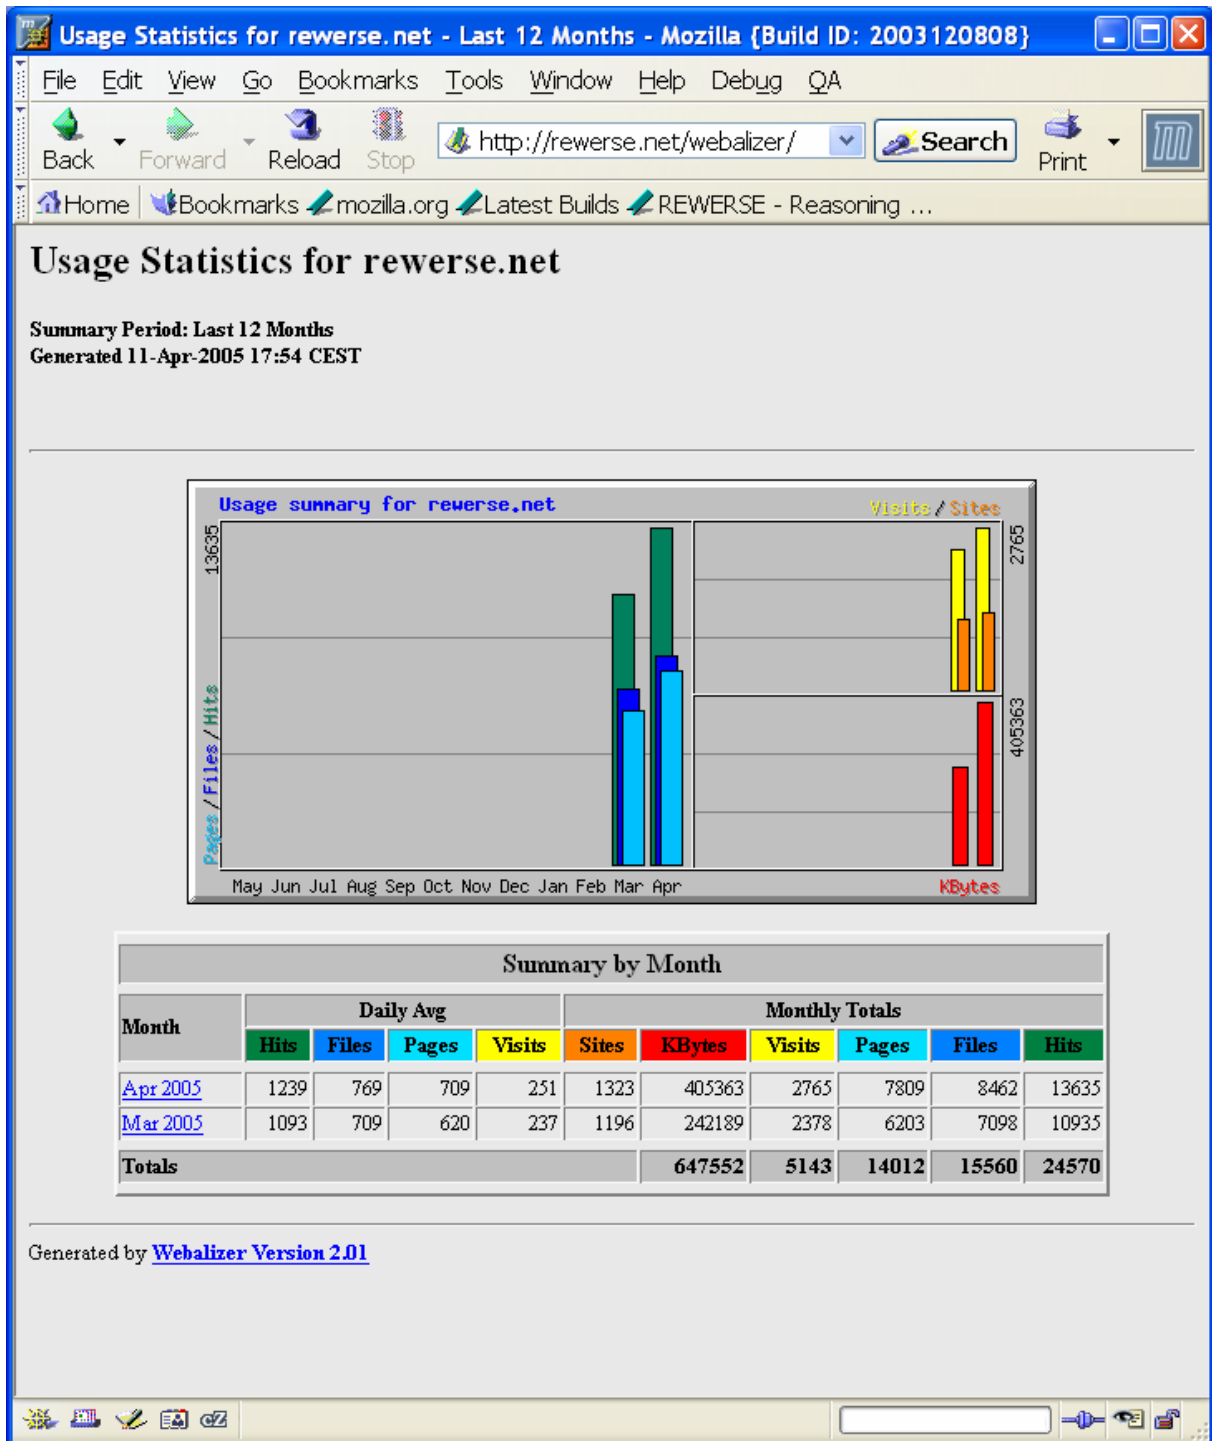 Usage Statistics for rewerse.net - Last 12 Months - Mozilla {Build ID: 2003120808}
File Edit View Go Bookmarks Tools Window Help Debug QA
Back Forward Reload Stop http://rewerse.net/webalizer/ Search Print
Home Bookmarks mozilla.org Latest Builds REWERSE - Reasoning ...
Usage Statistics for rewerse.net
Summary Period: Last 12 Months
Generated 11-Apr-2005 17:54 CEST
Usage summary for rewerse.net
Visits / Sites
13635
2765
Pages / Files / Hits
405363
May Jun Jul Aug Sep Oct Nov Dec Jan Feb Mar Apr
KBytes
Summary by Month
Month Daily Avg Monthly Totals
Hits Files Pages Visits Sites KBytes Visits Pages Files Hits
Apr 2005 1239 769 709 251 1323 405363 2765 7809 8462 13635
Mar 2005 1093 709 620 237 1196 242189 2378 6203 7098 10935
Totals 647552 5143 14012 15560 24570
Generated by Webalizer Version 2.01